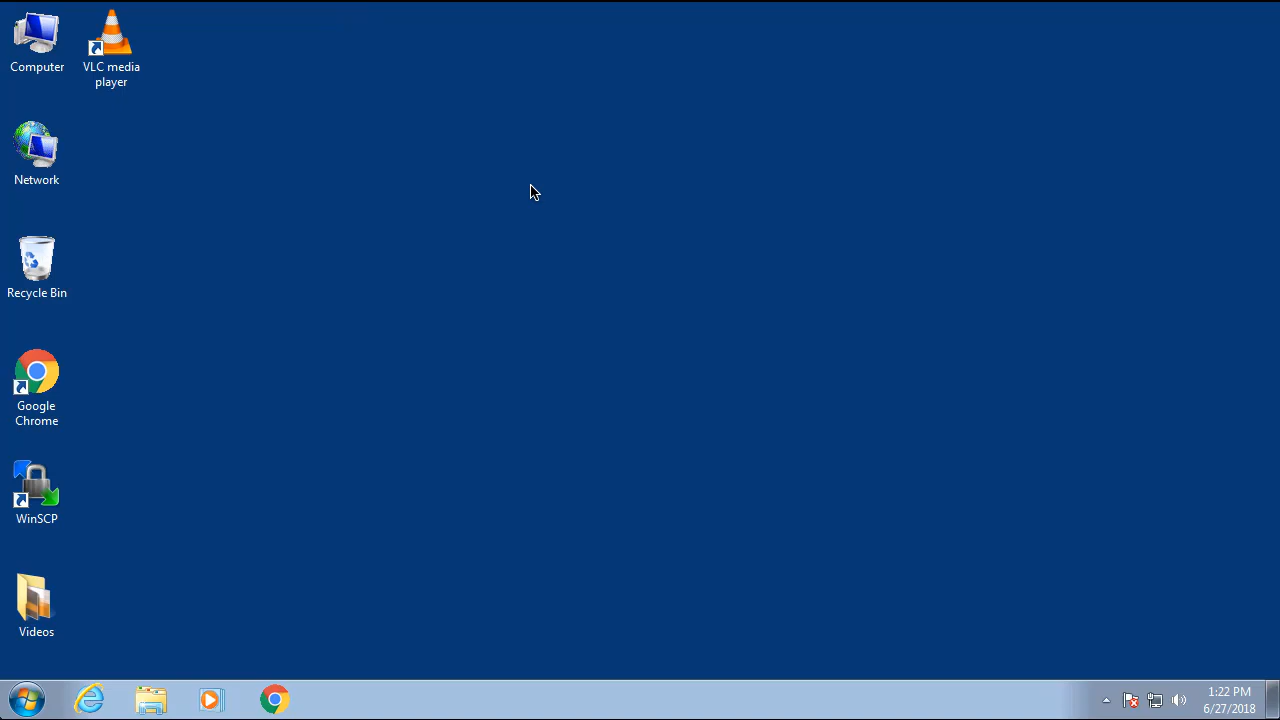 Computer
VLC media
player
Network
Recycle Bin
Google
Chrome
WinSCP
Videos
1:22 PM
6/27/2018